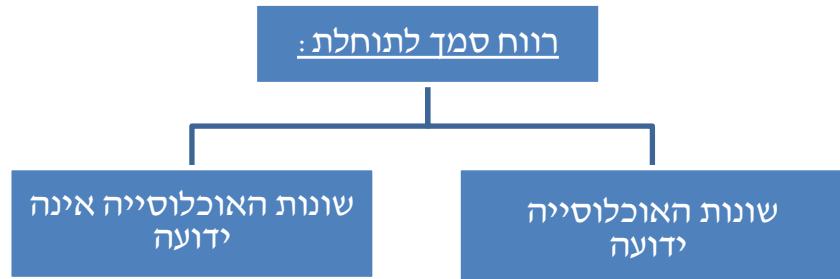 רווח סמך לתוחלת:
שונות האוכלוסייה
ידועה
שונות האוכלוסייה אינה
ידועה